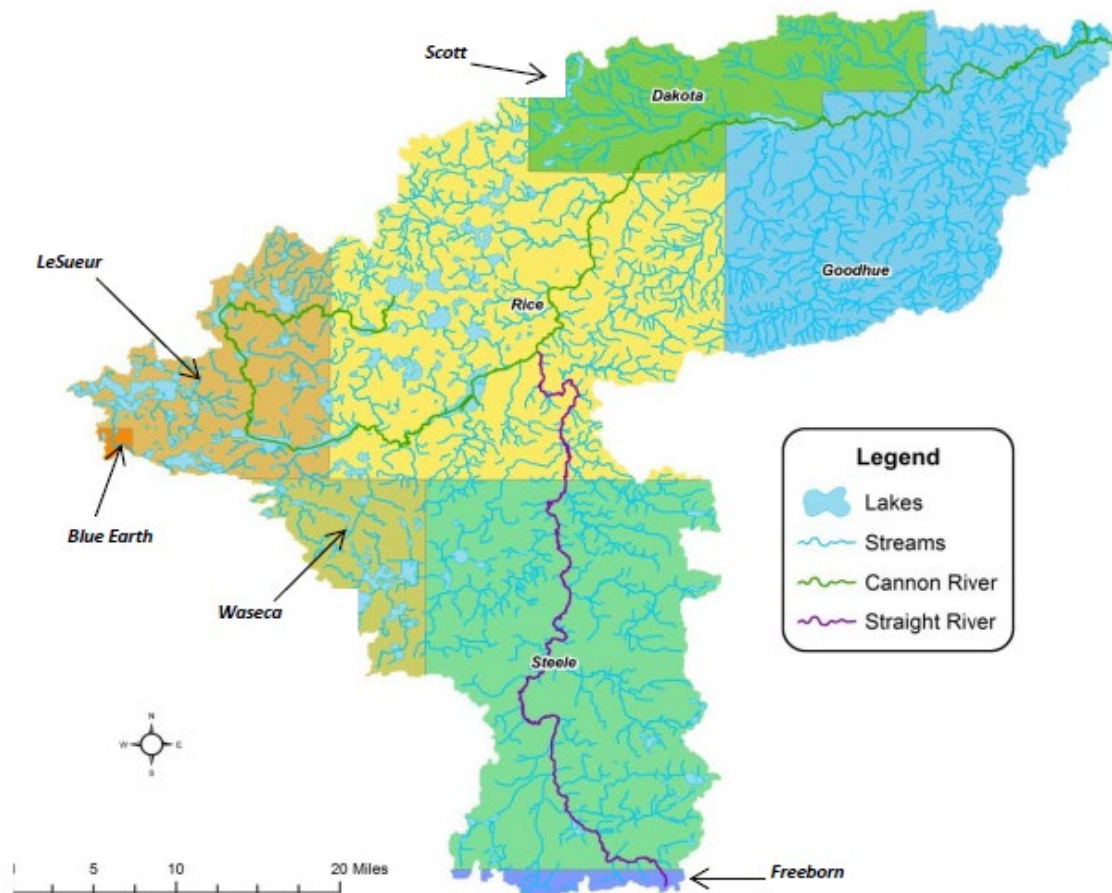 Scott
Dakota
LeSueur
Goodhue
Rice
Legend
Lakes
Streams
Cannon River
Straight River
Blue Earth
Waseca
Steele
N
W E
S
5 10 20 Miles
Freeborn